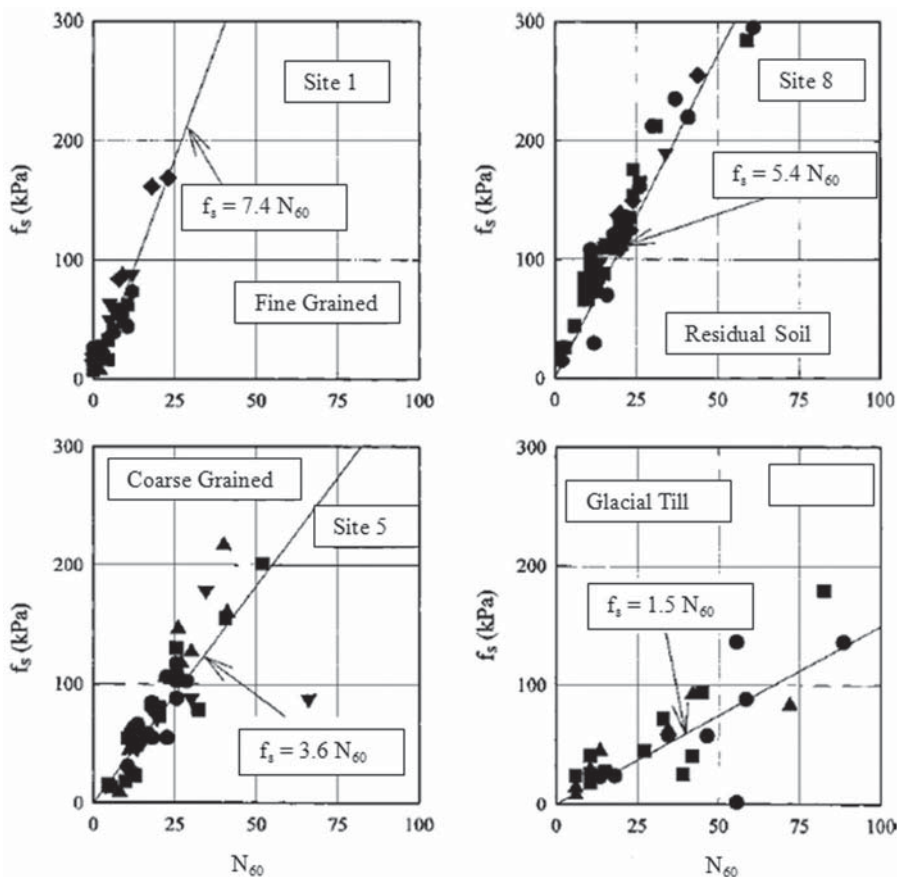 300
200
100
0
f_s (kPa)
Site 1
f_s = 7.4 N_60
Fine Grained
0 25 50 75 100
300
200
100
0
f_s (kPa)
Site 8
f_s = 5.4 N_60
Residual Soil
0 25 50 75 100
300
200
100
0
f_s (kPa)
Coarse Grained
Site 5
f_s = 3.6 N_60
0 25 50 75 100
N_60
300
200
100
0
f_s (kPa)
Glacial Till
f_s = 1.5 N_60
0 25 50 75 100
N_60